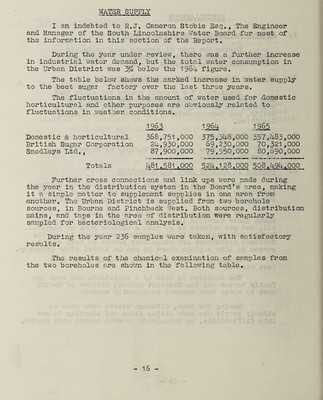 WATER SUPPLY
I am indebted to R.J. Cameron Stobie Esq., The Engineer
and Manager of the South Lincolnshire Water Board for most of
the information in this section of the Report.
During the year under review, there was a further increase
in industrial water demand, but the total water consumption in
the Urban District was 3% below the 1964 figure.
The table below shows the marked increase in water supply
to the beet sugar factory over the last three years.
The fluctuations in the amount of water used for domestic
horticultural and other purposes are obviously related to
fluctuations in weather conditions.
1963 1964 1965
Domestic & horticultural 368,751,000 375,348,000 357,483,000
British Sugar Corporation 24,930,000 69,230,000 70,321,000
Smedleys Ltd., 87,900,000 79,550,000 80,690,000
Totals 481,581,000 524,128,000 508,494,000
Further cross connections and link ups were made during
the year in the distribution system in the Board's area, making
it a simple matter to supplement supplies in one area from
another. The Urban District is supplied from two borehole
sources, in Bourne and Pinchbeck West. Both sources, distribution
mains, and taps in the area of distribution were regularly
sampled for bacteriological analysis.
During the year 236 samples were taken, with satisfactory
results.
The results of the chemical examination of samples from
the two boreholes are shown in the following table.
- 16 -